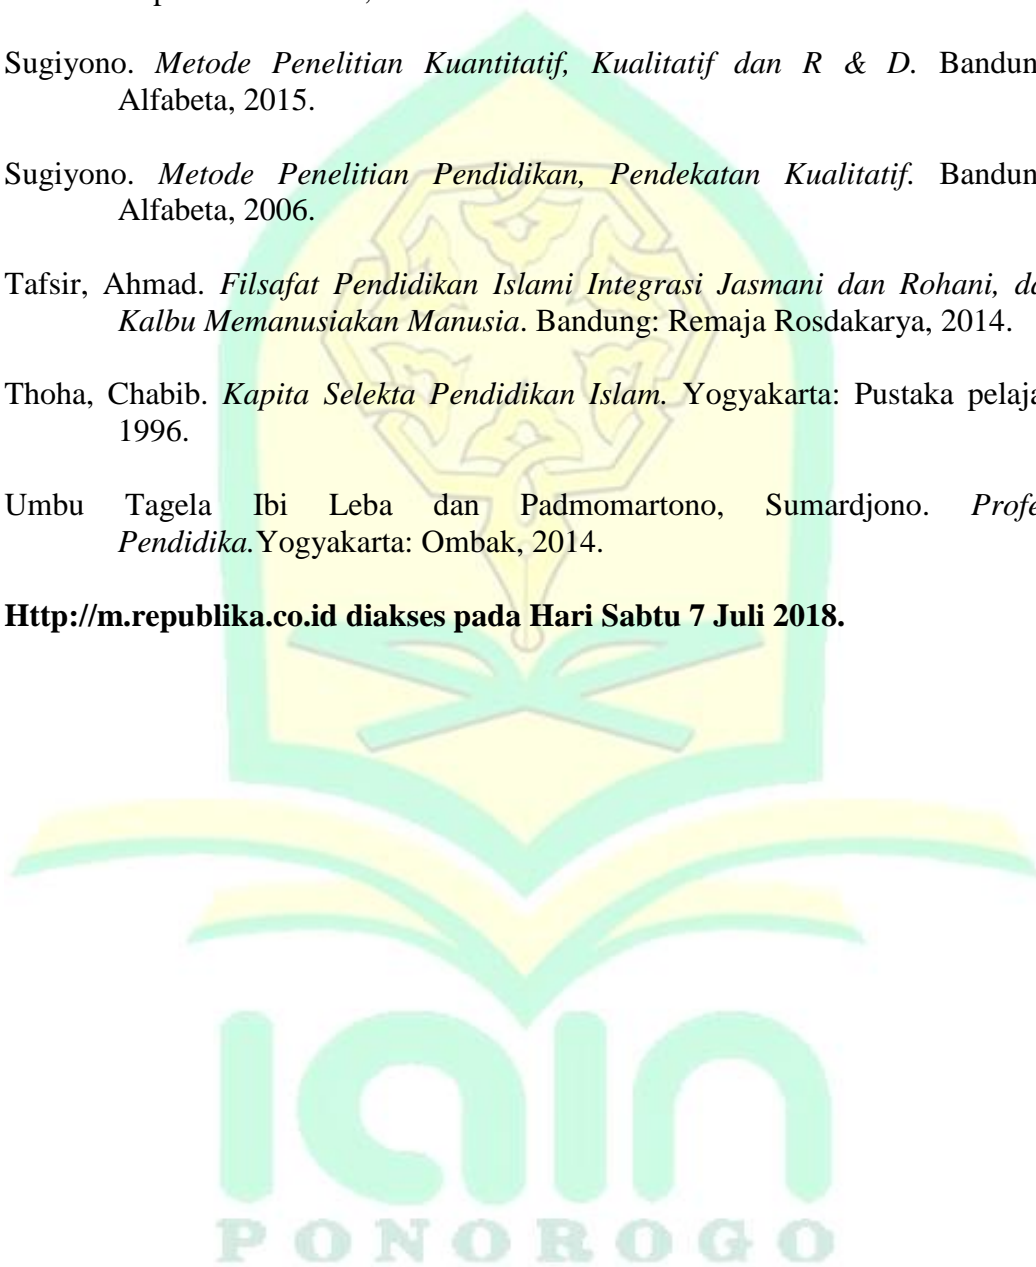 Sugiyono. Metode Penelitian Kuantitatif, Kualitatif dan R & D. Bandun
Alfabeta, 2015.
Sugiyono. Metode Penelitian Pendidikan, Pendekatan Kualitatif. Bandun
Alfabeta, 2006.
Tafsir, Ahmad. Filsafat Pendidikan Islami Integrasi Jasmani dan Rohani, da
Kalbu Memanusiakan Manusia. Bandung: Remaja Rosdakarya, 2014.
Thoha, Chabib. Kapita Selekta Pendidikan Islam. Yogyakarta: Pustaka pelaja
1996.
Umbu Tagela Ibi Leba dan Padmomartono, Sumardjono. Profe
Pendidika.Yogyakarta: Ombak, 2014.
Http://m.republika.co.id diakses pada Hari Sabtu 7 Juli 2018.
iain
PONOROGO